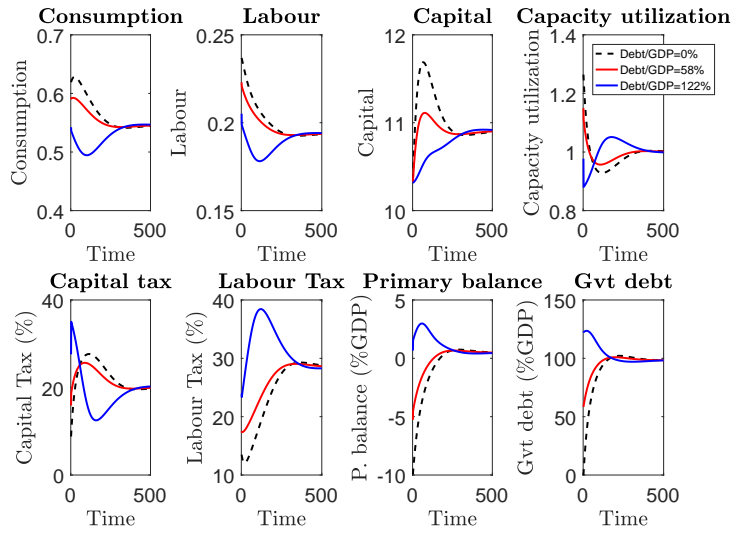 Consumption
Labour
Capital
Capacity utilization
Consumption
0.7
0.6
0.5
0.4
0
500
Time
Labour
0.25
0.2
0.15
0
500
Time
Capital
12
11
10
0
500
Time
Capacity utilization
1.4
1.2
1
0.8
0
500
Time
Debt/GDP=0%
Debt/GDP=58%
Debt/GDP=122%
Capital tax
Labour Tax
Primary balance
Gvt debt
Capital Tax (%)
40
20
0
0
500
Time
Labour Tax (%)
40
30
20
10
0
500
Time
P. balance (%GDP)
5
0
-5
-10
0
500
Time
Gvt debt (%GDP)
150
100
50
0
0
500
Time